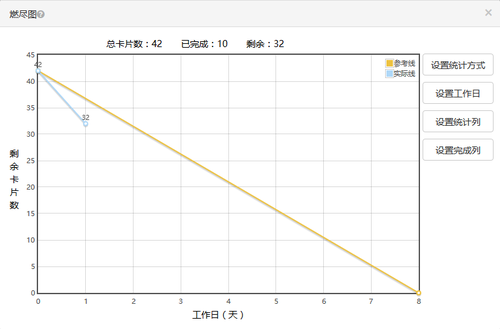 燃尽图?
×
总卡片数：42 已完成：10 剩余：32
参考线
实际线
设置统计方式
设置工作日
设置统计列
设置完成列
剩余卡片数
45
40
35
30
25
20
15
10
5
0
42
32
0 1 2 3 4 5 6 7 8
工作日（天）